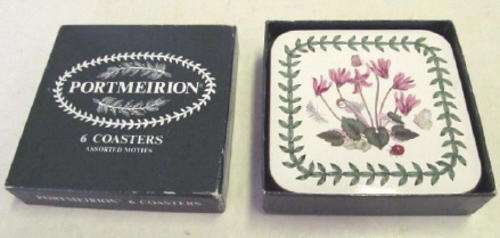 PORTMEIRION
6 COASTERS
ASSORTED MOTIFS
PORTMEIRION® 6 COASTERS